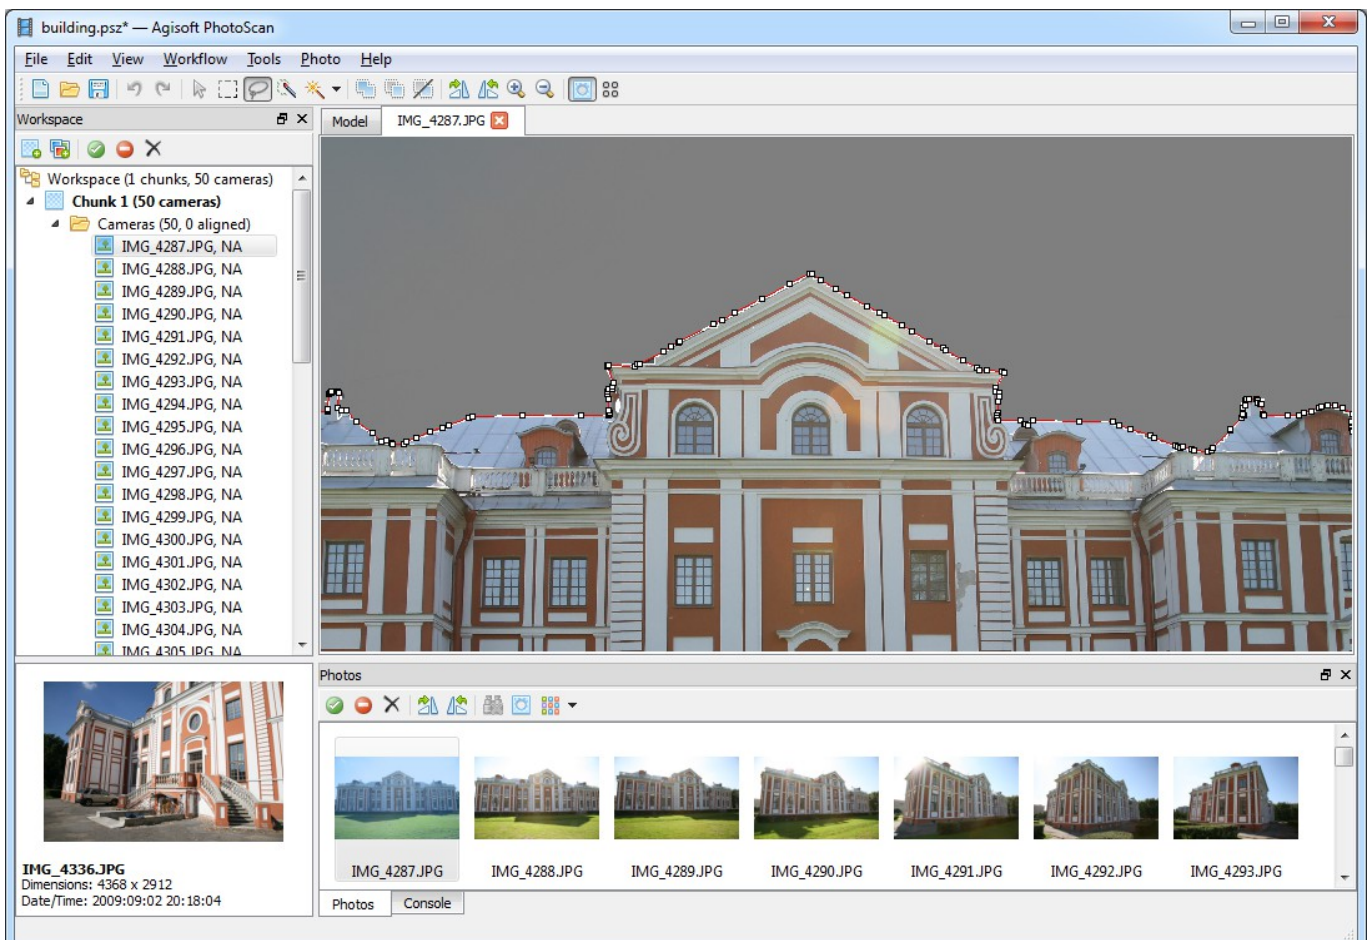 building.psz* — Agisoft PhotoScan
File Edit View Workflow Tools Photo Help
Workspace
Model IMG_4287.JPG
Workspace (1 chunks, 50 cameras)
Chunk 1 (50 cameras)
Cameras (50, 0 aligned)
IMG_4287.JPG, NA
IMG_4288.JPG, NA
IMG_4289.JPG, NA
IMG_4290.JPG, NA
IMG_4291.JPG, NA
IMG_4292.JPG, NA
IMG_4293.JPG, NA
IMG_4294.JPG, NA
IMG_4295.JPG, NA
IMG_4296.JPG, NA
IMG_4297.JPG, NA
IMG_4298.JPG, NA
IMG_4299.JPG, NA
IMG_4300.JPG, NA
IMG_4301.JPG, NA
IMG_4302.JPG, NA
IMG_4303.JPG, NA
IMG_4304.JPG, NA
IMG_4305.JPG, NA
IMG_4336.JPG
Dimensions: 4368 x 2912
Date/Time: 2009:09:02 20:18:04
Photos
IMG_4287.JPG IMG_4288.JPG IMG_4289.JPG IMG_4290.JPG IMG_4291.JPG IMG_4292.JPG IMG_4293.JPG
Photos Console